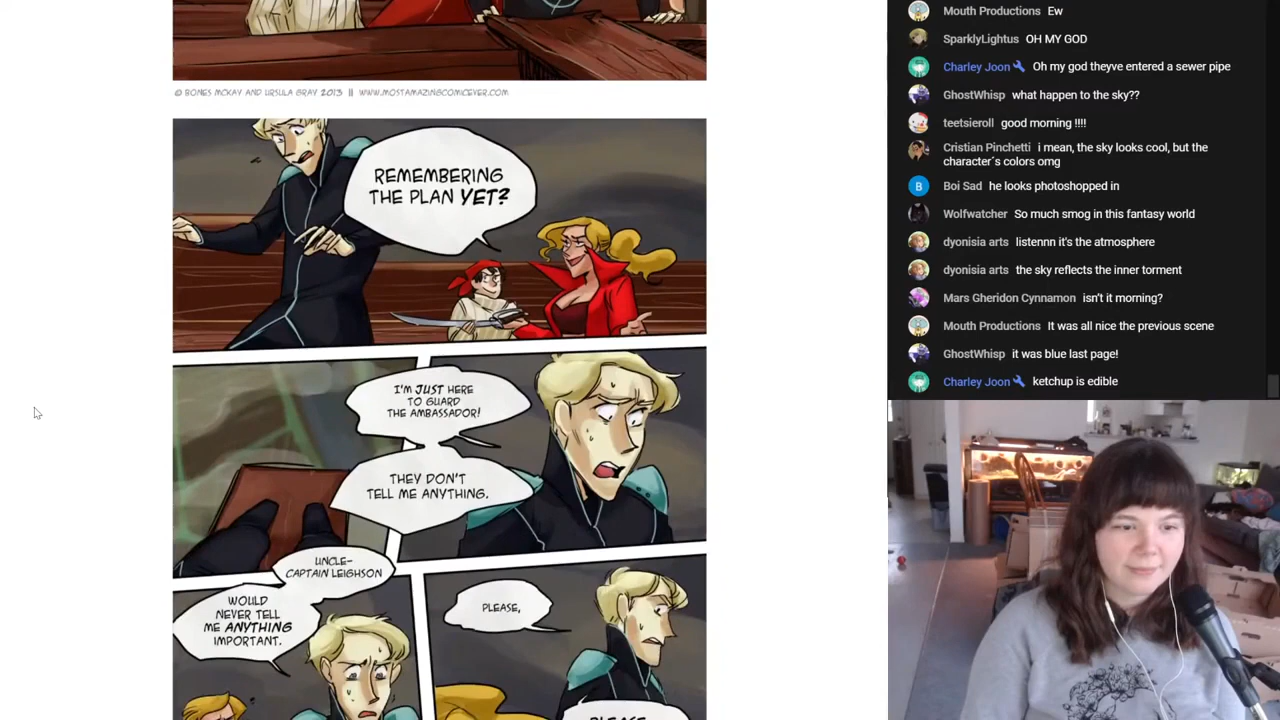 © BONES MCKAY AND URSULA GRAY 2013 || WWW.MOSTAMAZINGCOMICEVER.COM
REMEMBERING
THE PLAN YET?
I'M JUST HERE
TO GUARD
THE AMBASSADOR!
THEY DON'T
TELL ME ANYTHING.
UNCLE-
CAPTAIN LEIGHSON
WOULD
NEVER TELL
ME ANYTHING
IMPORTANT.
PLEASE,
PLEASE
Mouth Productions Ew
SparklyLightus OH MY GOD
Charley Joon Oh my god theyve entered a sewer pipe
GhostWhisp what happen to the sky??
teetsieroll good morning !!!!
Cristian Pinchetti i mean, the sky looks cool, but the
character´s colors omg
B Boi Sad he looks photoshopped in
Wolfwatcher So much smog in this fantasy world
dyonisia arts listennn it's the atmosphere
dyonisia arts the sky reflects the inner torment
Mars Gheridon Cynnamon isn't it morning?
Mouth Productions It was all nice the previous scene
GhostWhisp it was blue last page!
Charley Joon ketchup is edible